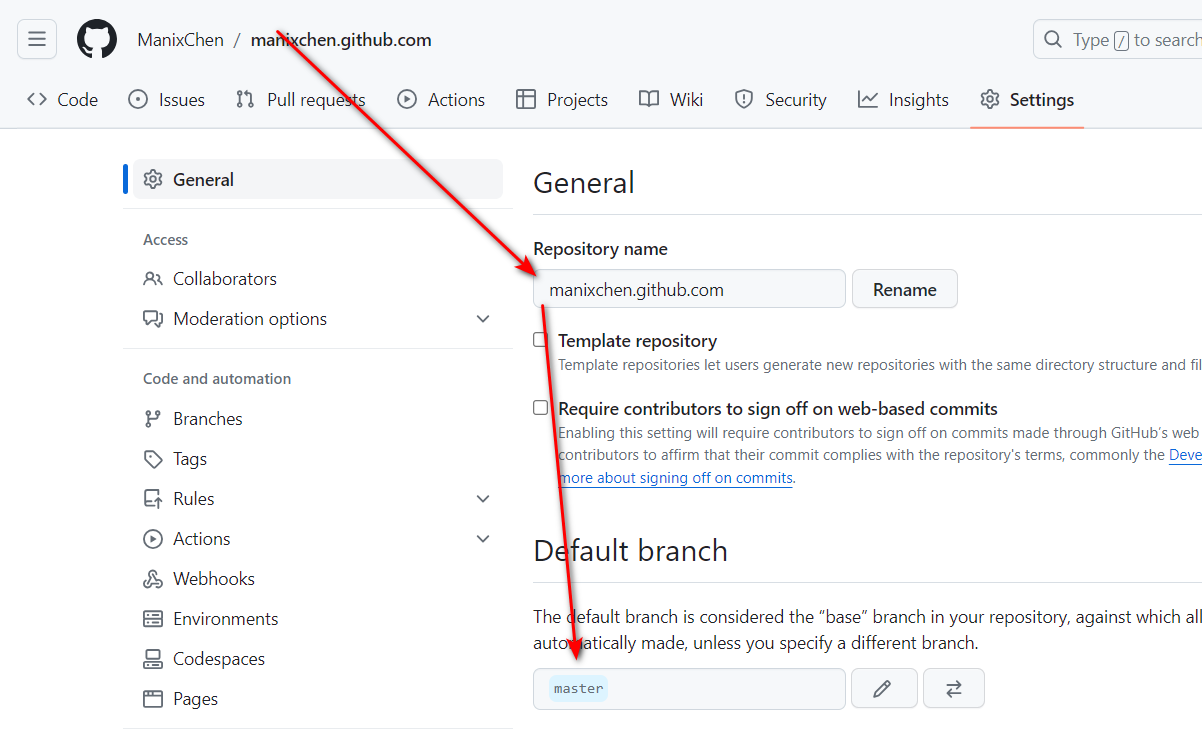 ManixChen / manixchen.github.com
Type / to search
Code Issues Pull requests Actions Projects Wiki Security Insights Settings
General
Access
Collaborators
Moderation options
Code and automation
Branches
Tags
Rules
Actions
Webhooks
Environments
Codespaces
Pages
General
Repository name
manixchen.github.com Rename
Template repository
Template repositories let users generate new repositories with the same directory structure and fil
Require contributors to sign off on web-based commits
Enabling this setting will require contributors to sign off on commits made through GitHub's web
contributors to affirm that their commit complies with the repository's terms, commonly the Deve
more about signing off on commits.
Default branch
The default branch is considered the “base” branch in your repository, against which all
automatically made, unless you specify a different branch.
master